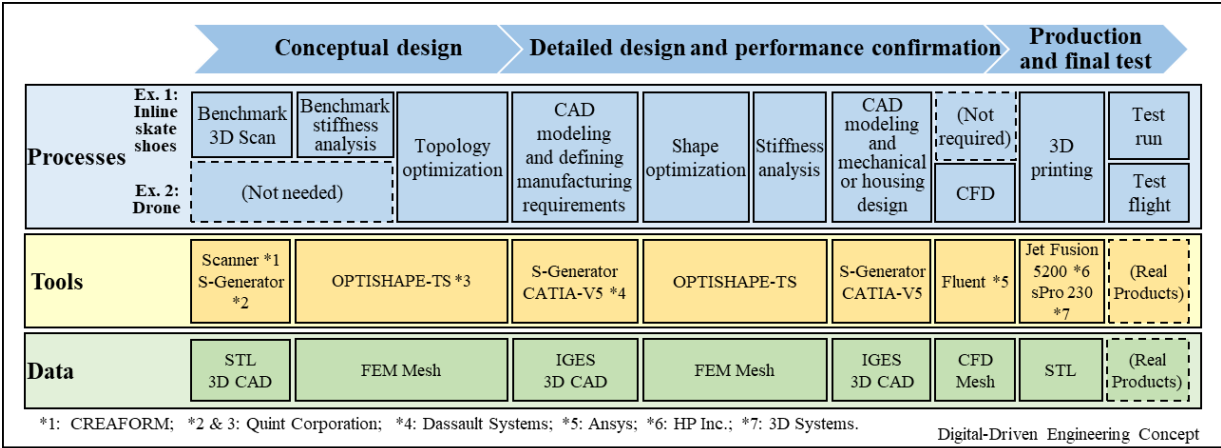 Conceptual design
Detailed design and performance confirmation
Production
and final test
Processes
Ex. 1:
Inline
skate
shoes
Ex. 2:
Drone
Benchmark
3D Scan
Benchmark
stiffness
analysis
(Not needed)
Topology
optimization
CAD
modeling
and defining
manufacturing
requirements
Shape
optimization
Stiffness
analysis
CAD
modeling
and
mechanical
or housing
design
(Not
required)
CFD
3D
printing
Test
run
Test
flight
Tools
Scanner *1
S-Generator
*2
OPTISHAPE-TS *3
S-Generator
CATIA-V5 *4
OPTISHAPE-TS
S-Generator
CATIA-V5
Fluent *5
Jet Fusion
5200 *6
sPro 230
*7
(Real
Products)
Data
STL
3D CAD
FEM Mesh
IGES
3D CAD
FEM Mesh
IGES
3D CAD
CFD
Mesh
STL
(Real
Products)
*1: CREAFORM; *2 & 3: Quint Corporation; *4: Dassault Systems; *5: Ansys; *6: HP Inc.; *7: 3D Systems.
Digital-Driven Engineering Concept